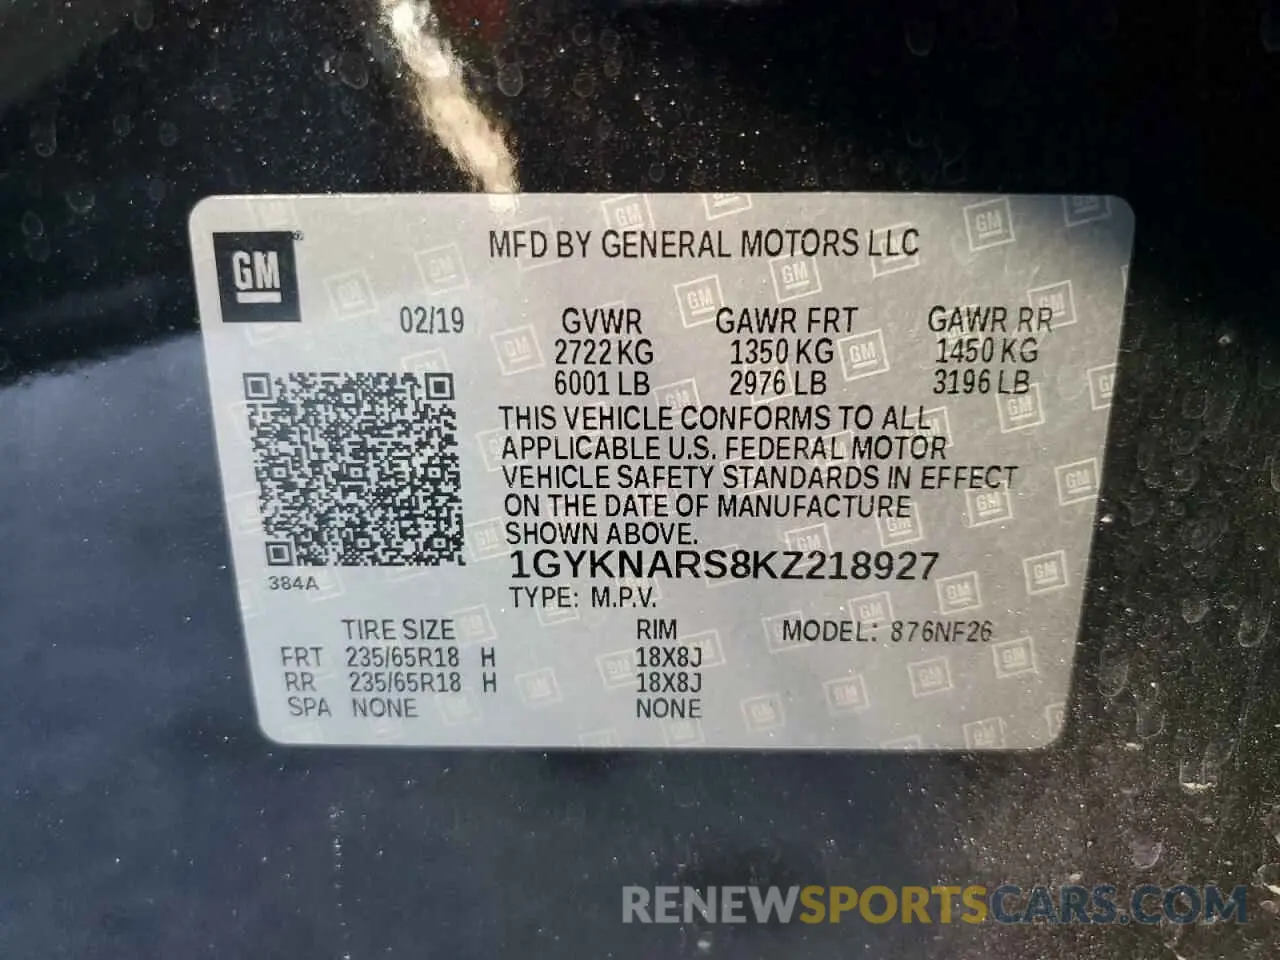 GM
MFD BY GENERAL MOTORS LLC
02/19 GVWR GAWR FRT GAWR RR
2722 KG 1350 KG 1450 KG
6001 LB 2976 LB 3196 LB
THIS VEHICLE CONFORMS TO ALL
APPLICABLE U.S. FEDERAL MOTOR
VEHICLE SAFETY STANDARDS IN EFFECT
ON THE DATE OF MANUFACTURE
SHOWN ABOVE.
1GYKNARS8KZ218927
384A
TYPE: M.P.V.
TIRE SIZE RIM MODEL: 876NF26
FRT 235/65R18 H 18X8J
RR 235/65R18 H 18X8J
SPA NONE NONE
RENEWSPORTSCARS.COM